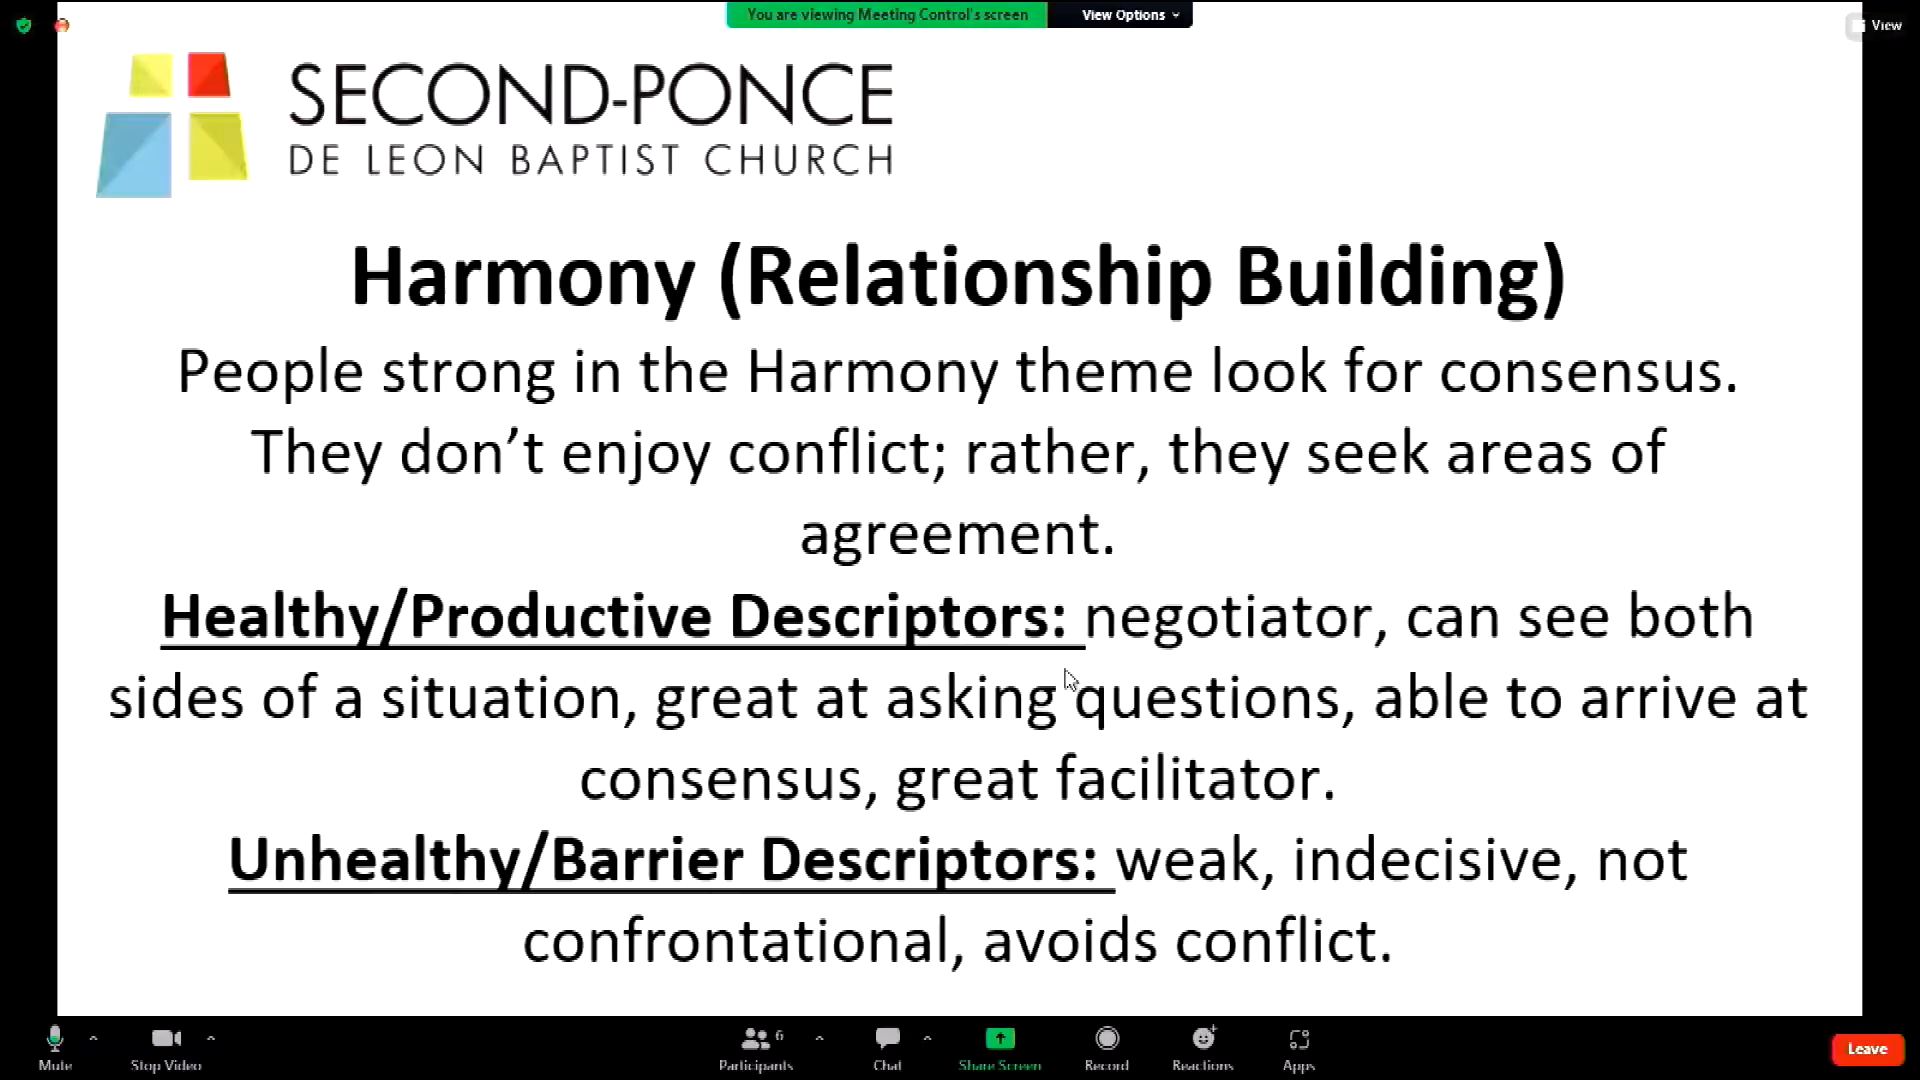 You are viewing Meeting Control's screen
View Options
View
SECOND-PONCE
DE LEON BAPTIST CHURCH
Harmony (Relationship Building)
People strong in the Harmony theme look for consensus.
They don’t enjoy conflict; rather, they seek areas of
agreement.
Healthy/Productive Descriptors: negotiator, can see both
sides of a situation, great at asking questions, able to arrive at
consensus, great facilitator.
Unhealthy/Barrier Descriptors: weak, indecisive, not
confrontational, avoids conflict.
6
Mute
Stop Video
Participants
Chat
Share Screen
Record
Reactions
Apps
Leave